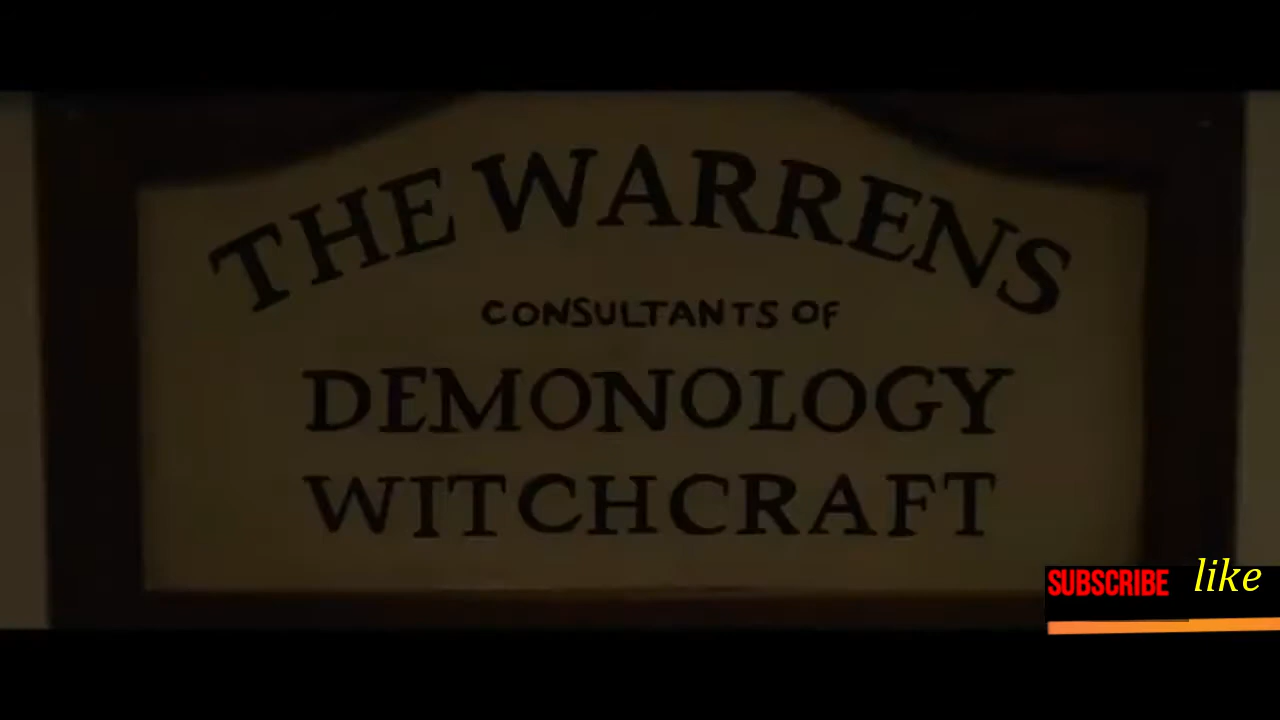 THE WARRENS
CONSULTANTS OF
DEMONOLOGY
WITCHCRAFT
SUBSCRIBE like